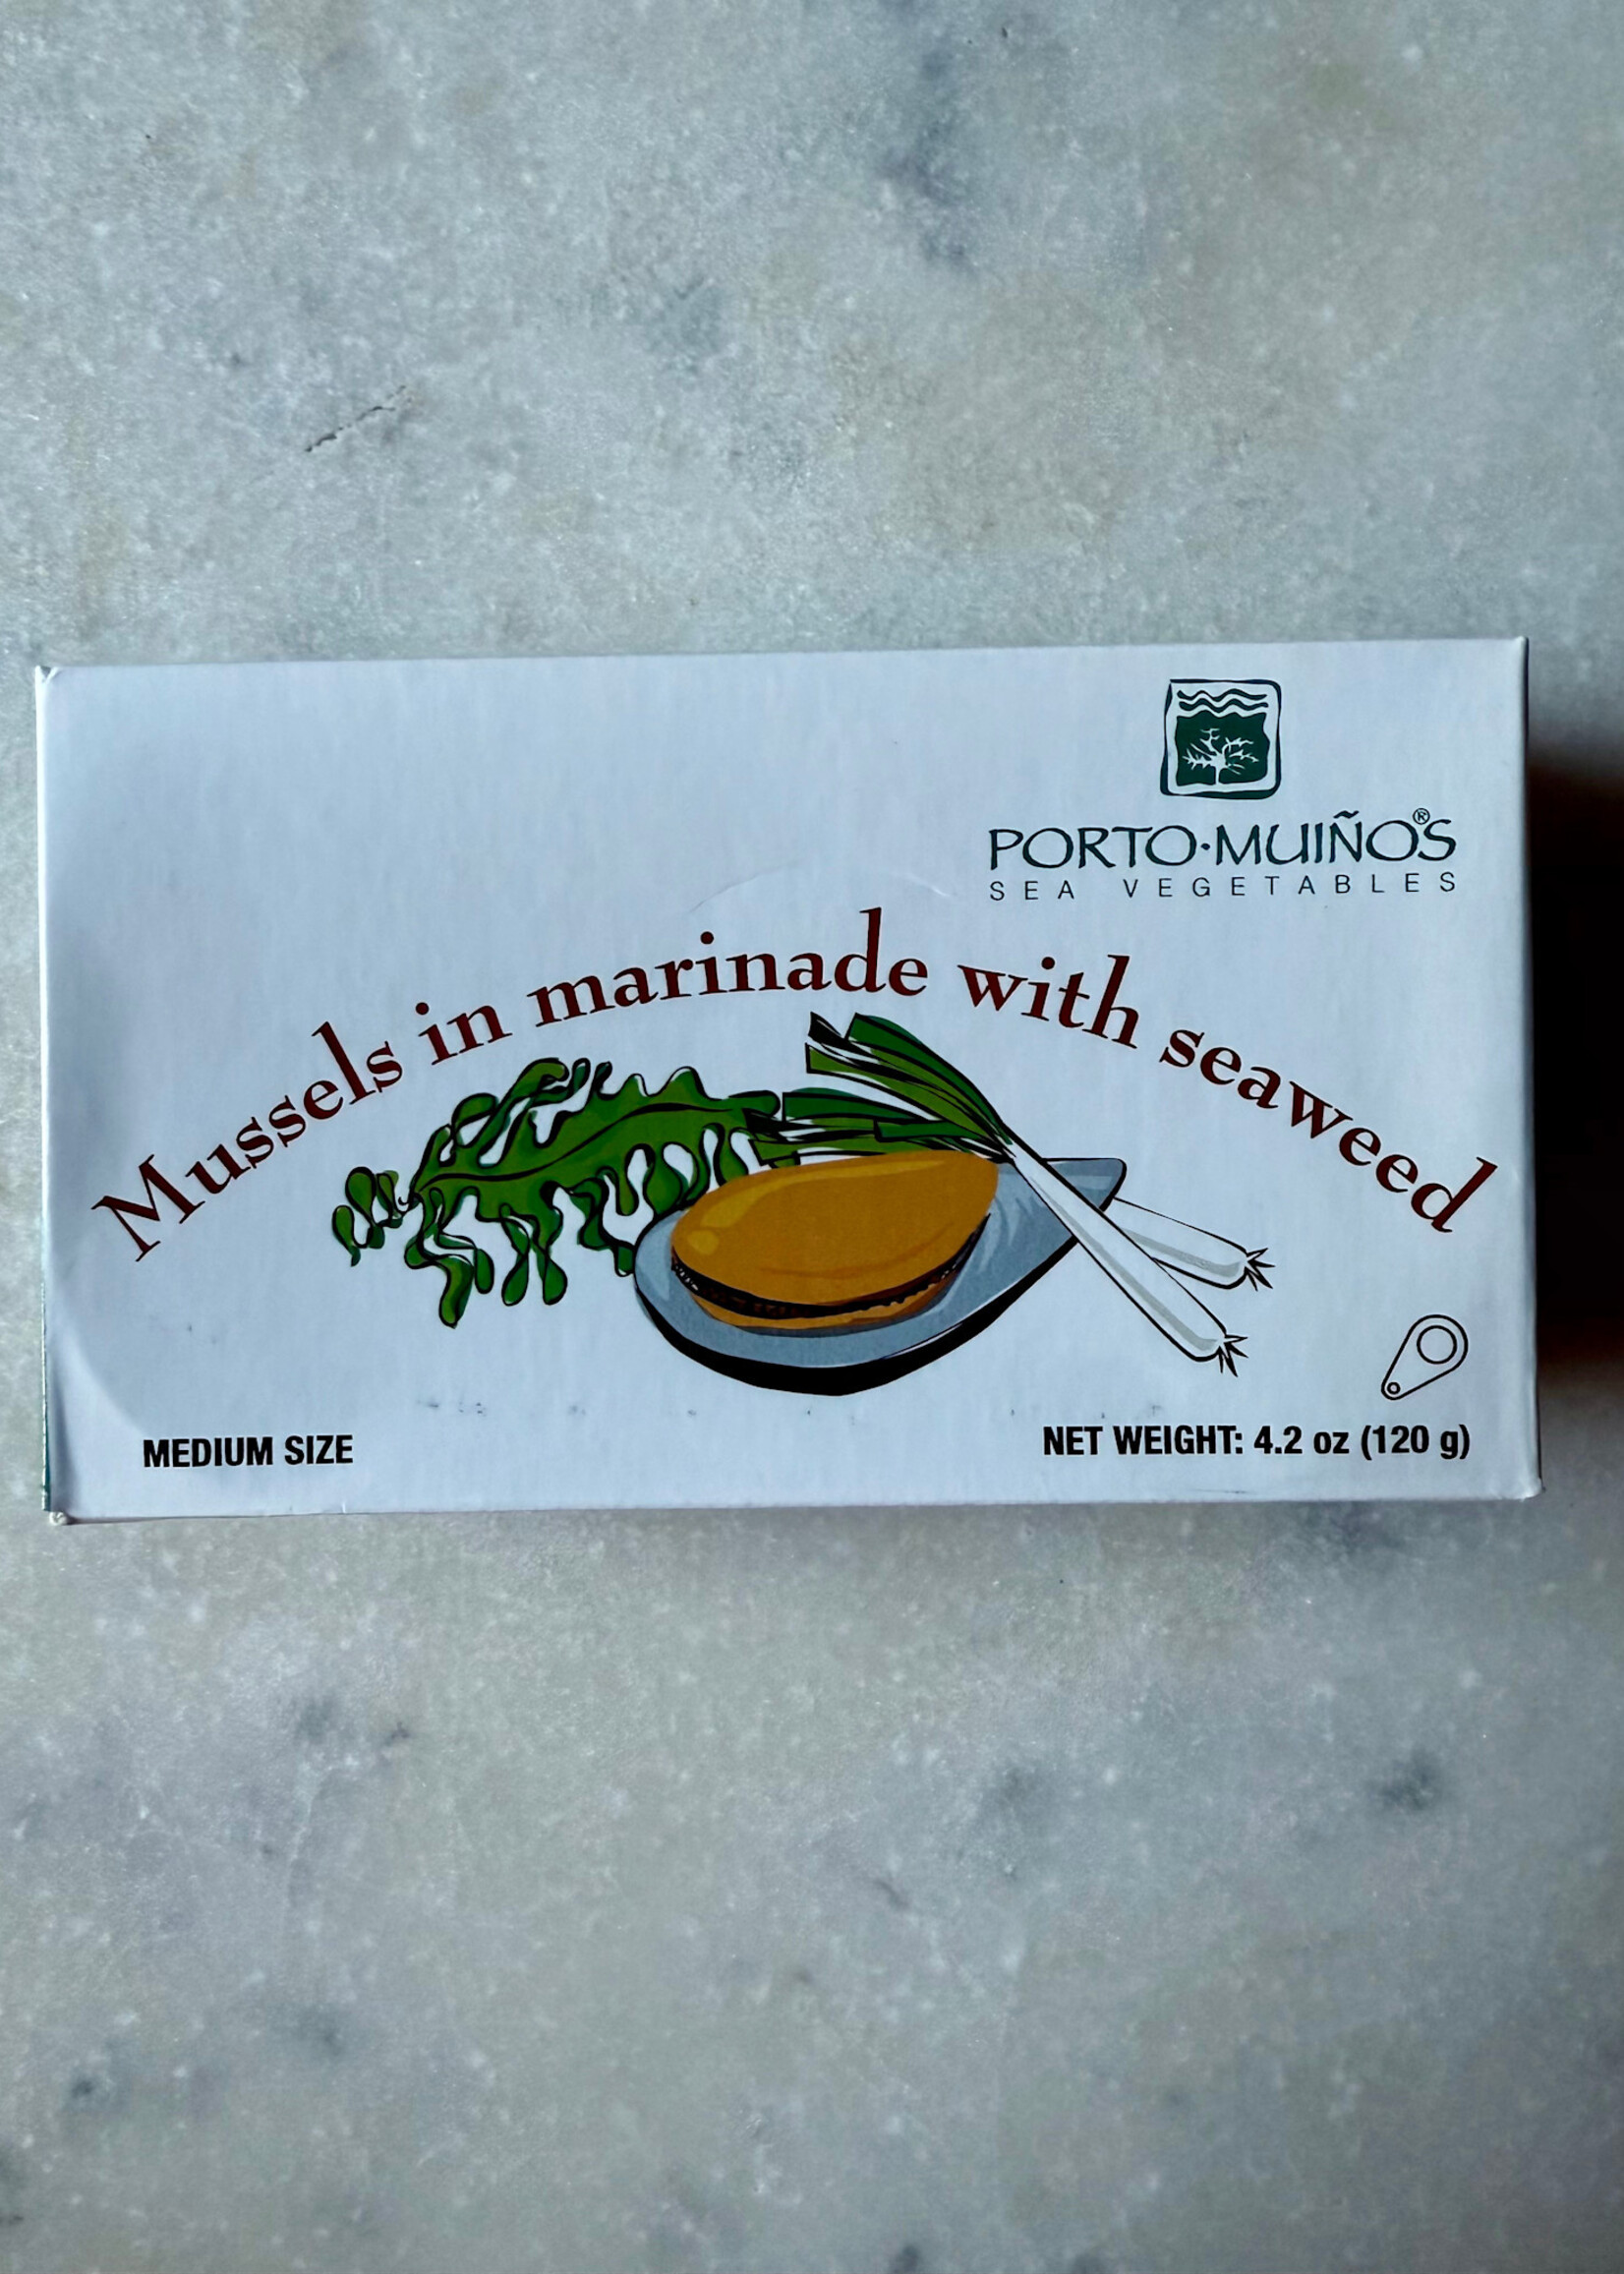 PORTO·MUIÑOS®
SEA VEGETABLES
Mussels in marinade with seaweed
MEDIUM SIZE
NET WEIGHT: 4.2 oz (120 g)